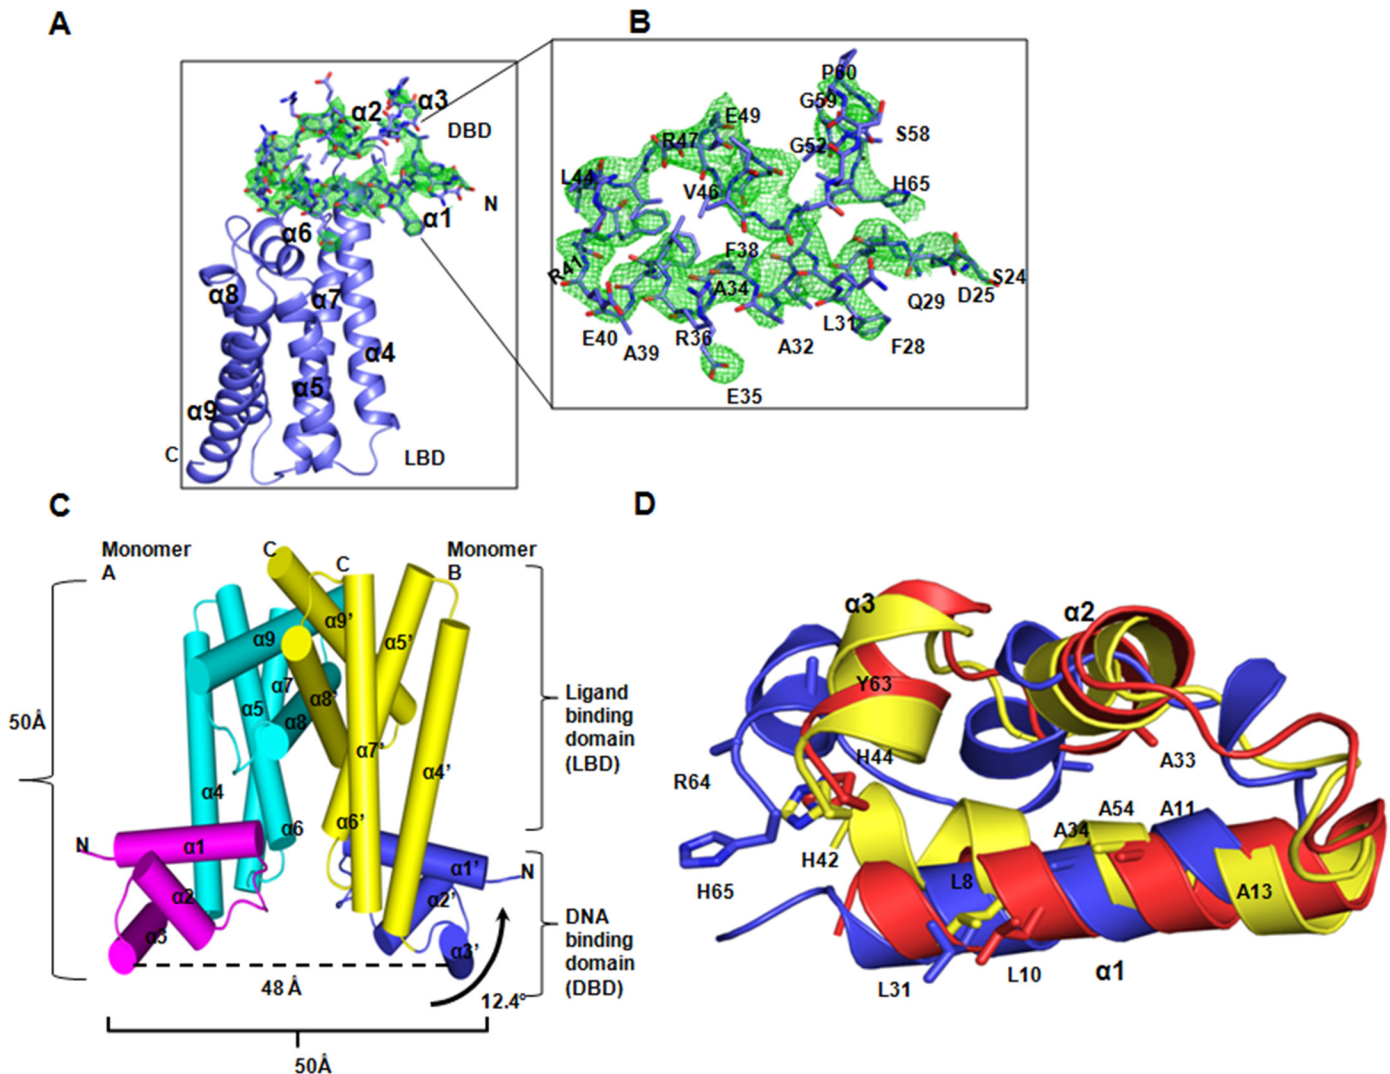 A
α2
α3
DBD
N
α1
α6
α8
α7
α4
α5
α9
C
LBD
B
P60
G59
E49
S58
R47
G52
L44
V46
H65
F38
R41
S24
A34
D25
Q29
L31
E40
R36
A32
F28
A39
E35
C
Monomer
A
C
C
Monomer
B
α9
α9'
α5'
α7
α8'
α5
α8
α7'
α4'
α4
α6
α6'
50Å
Ligand
binding
domain
(LBD)
N
α1
α1'
N
α2
α2'
α3
α3'
DNA
binding
domain
(DBD)
48 Å
12.4°
50Å
D
α3
α2
Y63
H44
A33
R64
A54
A11
A34
H42
L8
H65
A13
L10
α1
L31